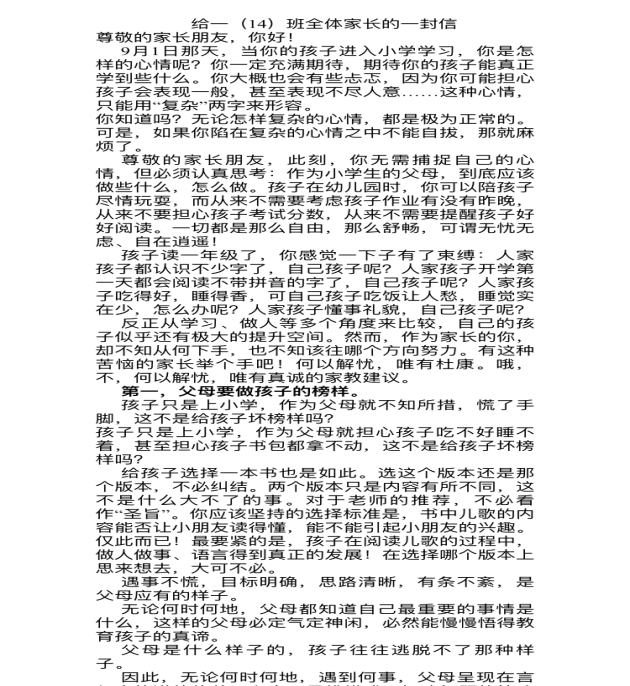 给一（14）班全体家长的一封信
尊敬的家长朋友，你好！
9月1日那天，当你的孩子进入小学学习，你是怎
样的心情呢？你一定充满期待，期待你的孩子能真正
学到些什么。你大概也会有些忐忑，因为你可能担心
孩子会表现一般，甚至表现不尽人意……这种心情，
只能用“复杂”两字来形容。
你知道吗？无论怎样复杂的心情，都是极为正常的。
可是，如果你陷在复杂的心情之中不能自拔，那就麻
烦了。
尊敬的家长朋友，此刻，你无需捕捉自己的心
情，但必须认真思考：作为小学生的父母，到底应该
做些什么，怎么做。孩子在幼儿园时，你可以陪孩子
尽情玩耍，而从来不需要考虑孩子作业有没有昨晚，
从来不要担心孩子考试分数，从来不需要提醒孩子好
好阅读。一切都是那么自由，那么舒畅，可谓无忧无
虑、自在逍遥！
孩子读一年级了，你感觉一下子有了束缚：人家
孩子都认识不少字了，自己孩子呢？人家孩子开学第
一天都会阅读不带拼音的字了，自己孩子呢？人家孩
子吃得好，睡得香，可自己孩子吃饭让人愁，睡觉实
在少，怎么办呢？人家孩子懂事礼貌，自己孩子呢？
反正从学习、做人等多个角度来比较，自己的孩
子似乎还有极大的提升空间。然而，作为家长的你，
却不知从何下手，也不知该往哪个方向努力。有这种
苦恼的家长举个手吧！何以解忧，唯有杜康。哦，
不，何以解忧，唯有真诚的家教建议。
第一，父母要做孩子的榜样。
孩子只是上小学，作为父母就不知所措，慌了手
脚，这不是给孩子坏榜样吗？
孩子只是上小学，作为父母就担心孩子吃不好睡不
着，甚至担心孩子书包都拿不动，这不是给孩子坏榜
样吗？
给孩子选择一本书也是如此。选这个版本还是那
个版本，不必纠结。两个版本只是内容有所不同，这
不是什么大不了的事。对于老师的推荐，不必看
作“圣旨”。你应该坚持的选择标准是，书中儿歌的内
容能否让小朋友读得懂，能不能引起小朋友的兴趣。
仅此而已！最要紧的是，孩子在阅读儿歌的过程中，
做人做事、语言得到真正的发展！在选择哪个版本上
思来想去，大可不必。
遇事不慌，目标明确，思路清晰，有条不紊，是
父母应有的样子。
无论何时何地，父母都知道自己最重要的事情是
什么，这样的父母必定气定神闲，必然能慢慢悟得教
育孩子的真谛。
父母是什么样子的，孩子往往逃脱不了那种样
子。
因此，无论何时何地，遇到何事，父母呈现在言